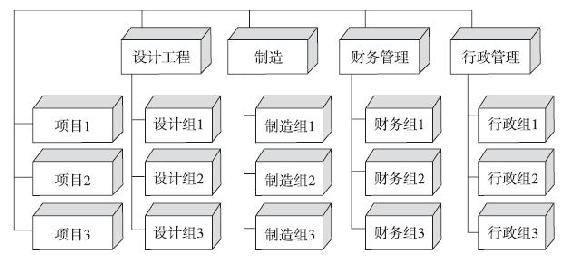 设计工程 制造 财务管理 行政管理
项目1 设计组1 制造组1 财务组1 行政组1
项目2 设计组2 制造组2 财务组2 行政组2
项目3 设计组3 制造组3 财务组3 行政组3